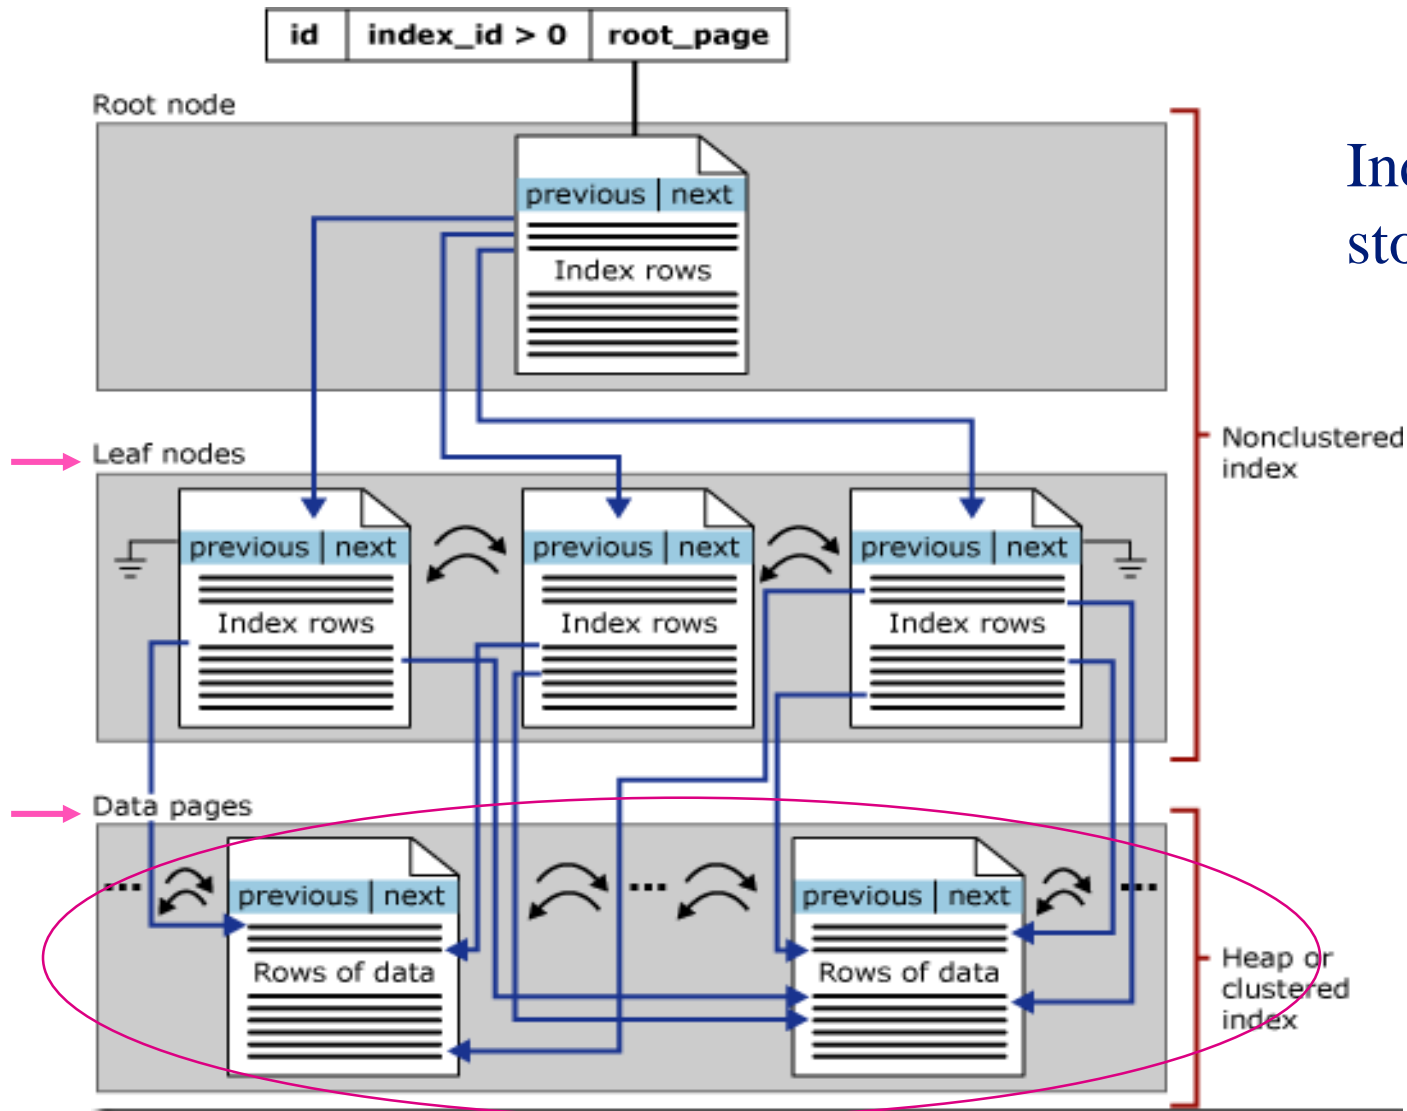 id index_id > 0 root_page
Root node
previous next
Index rows
Nonclustered
index
Leaf nodes
previous next previous next previous next
Index rows Index rows Index rows
Data pages
... ... ...
previous next previous next
Rows of data Rows of data
Heap or
clustered
index